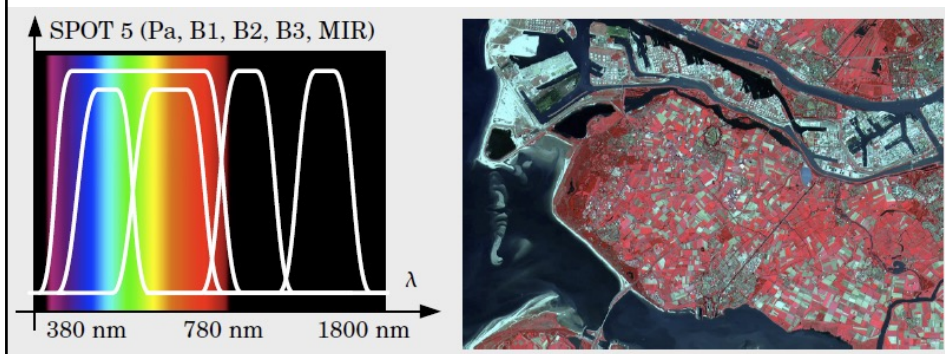 SPOT 5 (Pa, B1, B2, B3, MIR)
λ
380 nm 780 nm 1800 nm